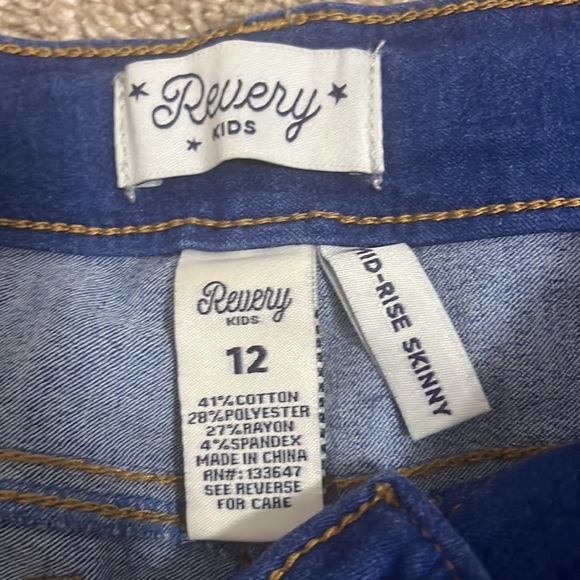 Revery
KIDS
Revery
KIDS
12
41%COTTON
28%POLYESTER
27%RAYON
4%SPANDEX
MADE IN CHINA
RN#: 133647
SEE REVERSE
FOR CARE
MID-RISE SKINNY